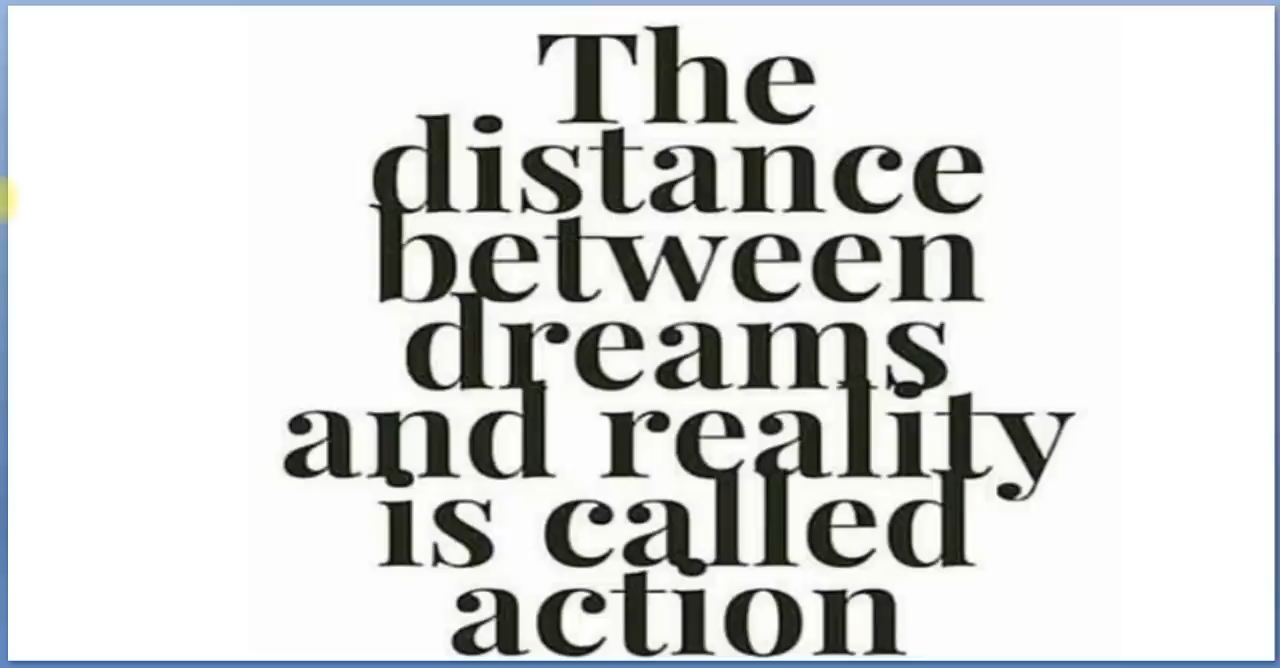 The
distance
between
dreams
and reality
is called
action